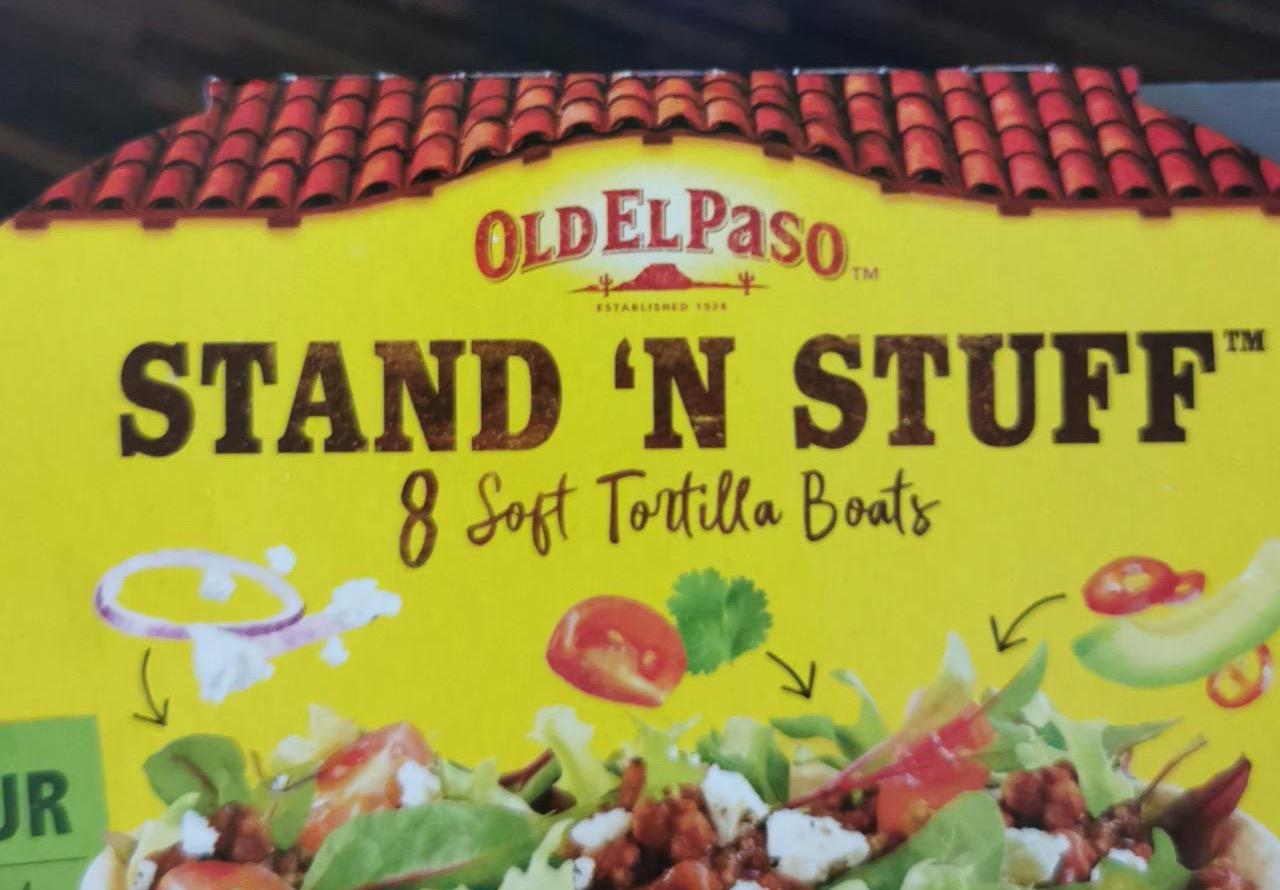 OLD EL PASO™
ESTABLISHED 1938
STAND 'N STUFF™
8 Soft Tortilla Boats
UR